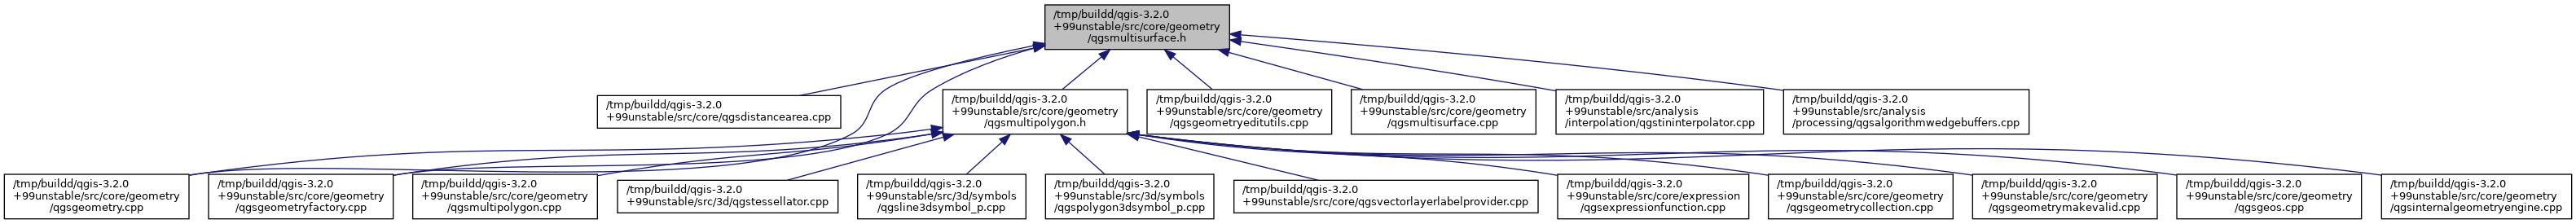 /tmp/buildd/qgis-3.2.0
+99unstable/src/core/geometry
/qgsmultisurface.h
/tmp/buildd/qgis-3.2.0
+99unstable/src/core/qgsdistancearea.cpp
/tmp/buildd/qgis-3.2.0
+99unstable/src/core/geometry
/qgsmultipolygon.h
/tmp/buildd/qgis-3.2.0
+99unstable/src/core/geometry
/qgsgeometryeditutils.cpp
/tmp/buildd/qgis-3.2.0
+99unstable/src/core/geometry
/qgsmultisurface.cpp
/tmp/buildd/qgis-3.2.0
+99unstable/src/analysis
/interpolation/qgstininterpolator.cpp
/tmp/buildd/qgis-3.2.0
+99unstable/src/analysis
/processing/qgsalgorithmwedgebuffers.cpp
/tmp/buildd/qgis-3.2.0
+99unstable/src/core/geometry
/qgsgeometry.cpp
/tmp/buildd/qgis-3.2.0
+99unstable/src/core/geometry
/qgsgeometryfactory.cpp
/tmp/buildd/qgis-3.2.0
+99unstable/src/core/geometry
/qgsmultipolygon.cpp
/tmp/buildd/qgis-3.2.0
+99unstable/src/3d/qgstessellator.cpp
/tmp/buildd/qgis-3.2.0
+99unstable/src/3d/symbols
/qgsline3dsymbol_p.cpp
/tmp/buildd/qgis-3.2.0
+99unstable/src/3d/symbols
/qgspolygon3dsymbol_p.cpp
/tmp/buildd/qgis-3.2.0
+99unstable/src/core/qgsvectorlayerlabelprovider.cpp
/tmp/buildd/qgis-3.2.0
+99unstable/src/core/expression
/qgsexpressionfunction.cpp
/tmp/buildd/qgis-3.2.0
+99unstable/src/core/geometry
/qgsgeometrycollection.cpp
/tmp/buildd/qgis-3.2.0
+99unstable/src/core/geometry
/qgsgeometrymakevalid.cpp
/tmp/buildd/qgis-3.2.0
+99unstable/src/core/geometry
/qgsgeos.cpp
/tmp/buildd/qgis-3.2.0
+99unstable/src/core/geometry
/qgsinternalgeometryengine.cpp